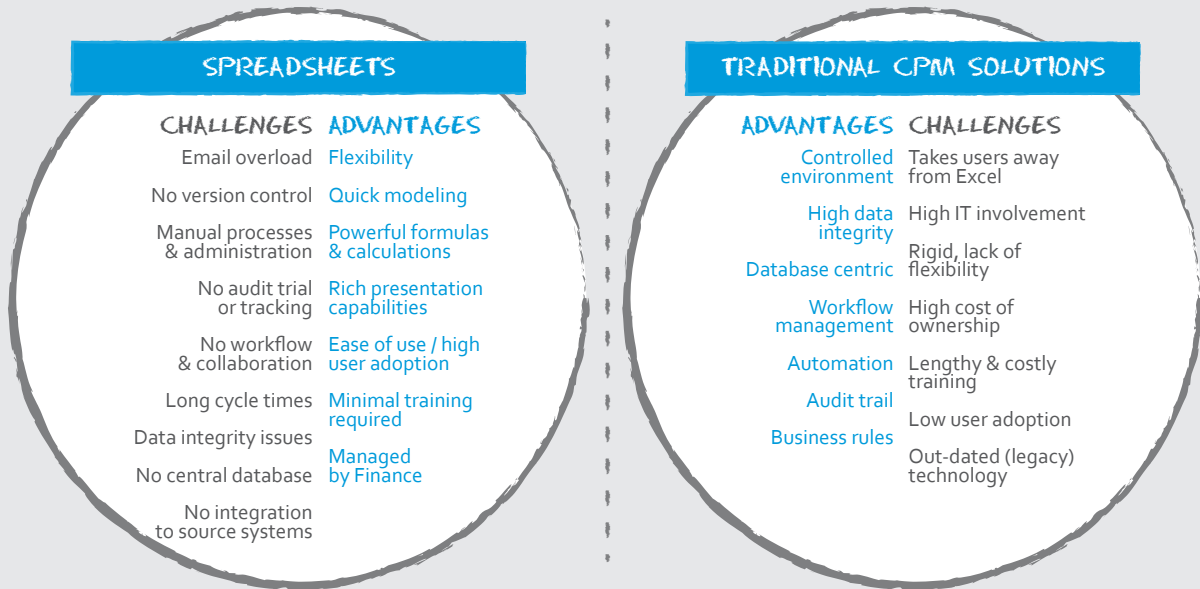 SPREADSHEETS
CHALLENGES
Email overload
No version control
Manual processes
& administration
No audit trial
or tracking
No workflow
& collaboration
Long cycle times
Data integrity issues
No central database
No integration
to source systems
ADVANTAGES
Flexibility
Quick modeling
Powerful formulas
& calculations
Rich presentation
capabilities
Ease of use / high
user adoption
Minimal training
required
Managed
by Finance
TRADITIONAL CPM SOLUTIONS
ADVANTAGES
Controlled
environment
High data
integrity
Database centric
Workflow
management
Automation
Audit trail
Business rules
CHALLENGES
Takes users away
from Excel
High IT involvement
Rigid, lack of
flexibility
High cost of
ownership
Lengthy & costly
training
Low user adoption
Out-dated (legacy)
technology